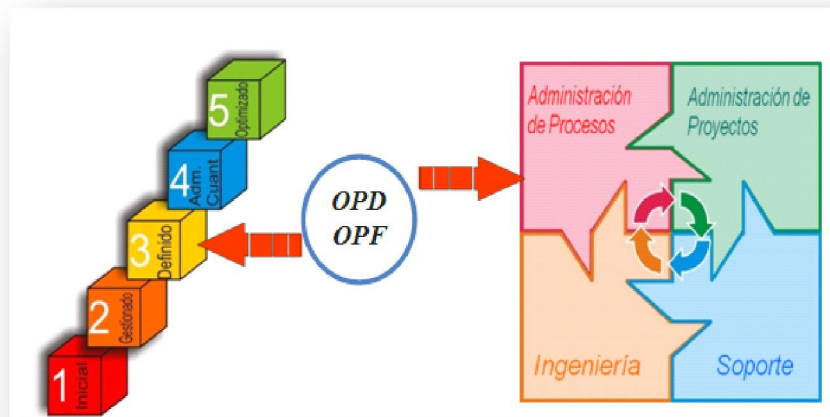 5
Optimizado
4
Adm.
Cuant
3
Definido
2
Gestionado
1
Inicial
OPD
OPF
Administración
de Procesos
Administración de
Proyectos
Ingeniería
Soporte